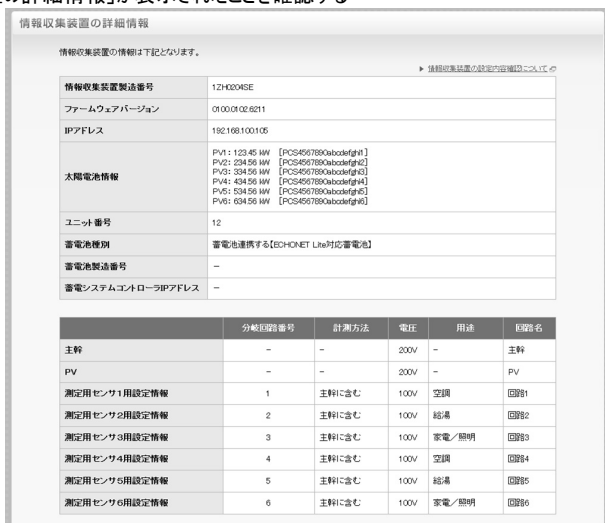 の詳細情報」が表示されたことを確認する
情報収集装置の詳細情報
情報収集装置の情報は下記となります。
▶ 情報収集装置の設定内容確認について
情報収集装置製造番号 1ZH0204SE
ファームウェアバージョン 0100.0102.6211
IPアドレス 192.168.100.105
太陽電池情報
PV1: 123.45 kW [PCS4567890abcdefghi1]
PV2: 234.56 kW [PCS4567890abcdefghi2]
PV3: 334.56 kW [PCS4567890abcdefghi3]
PV4: 434.56 kW [PCS4567890abcdefghi4]
PV5: 534.56 kW [PCS4567890abcdefghi5]
PV6: 634.56 kW [PCS4567890abcdefghi6]
ユニット番号 12
蓄電池種別 蓄電池連携する【ECHONET Lite対応蓄電池】
蓄電池製造番号 −
蓄電システムコントローラIPアドレス −
分岐回路番号 計測方法 電圧 用途 回路名
主幹 − − 200V − 主幹
PV − − 200V − PV
測定用センサ1用設定情報 1 主幹に含む 100V 空調 回路1
測定用センサ2用設定情報 2 主幹に含む 100V 給湯 回路2
測定用センサ3用設定情報 3 主幹に含む 100V 家電／照明 回路3
測定用センサ4用設定情報 4 主幹に含む 100V 空調 回路4
測定用センサ5用設定情報 5 主幹に含む 100V 給湯 回路5
測定用センサ6用設定情報 6 主幹に含む 100V 家電／照明 回路6